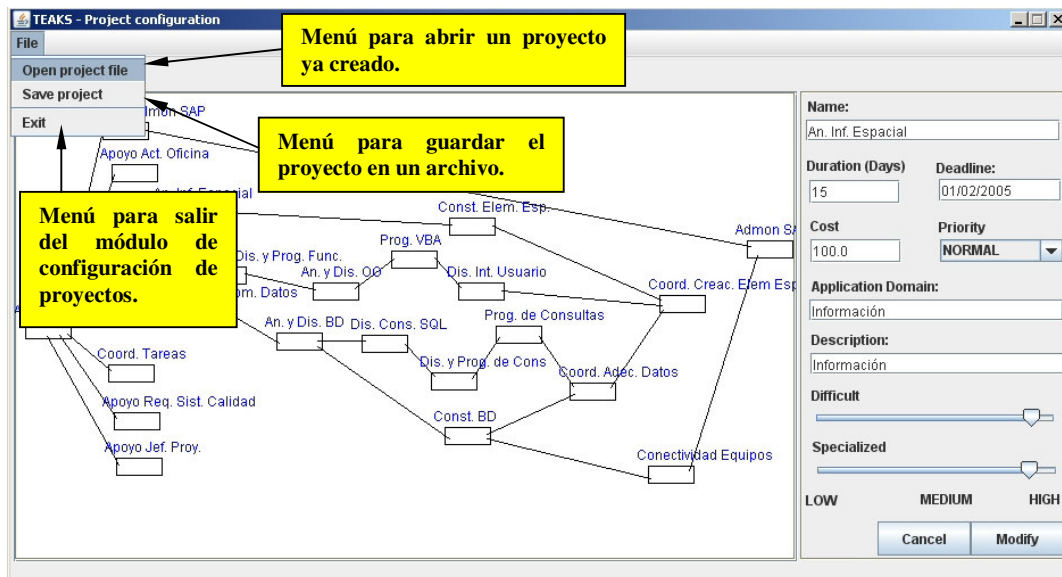 TEAKS - Project configuration
File
Open project file
Save project
Exit
Menú para abrir un proyecto
ya creado.
Menú para guardar el
proyecto en un archivo.
Menú para salir
del módulo de
configuración de
proyectos.
SAP
Apoyo Act. Oficina
Const. Elem. Esp.
Admon SA
Prog. VBA
Dis. y Prog. Func.
An. y Dis. OO
Dis. Int. Usuario
Coord. Creac. Elem Esp
Datos
An. y Dis. BD
Dis. Cons. SQL
Prog. de Consultas
Coord. Tareas
Dis. y Prog. de Cons
Coord. Adec. Datos
Apoyo Req. Sist. Calidad
Const. BD
Apoyo Jef. Proy.
Conectividad Equipos
Name:
An. Inf. Espacial
Duration (Days)
Deadline:
15
01/02/2005
Cost
Priority
100.0
NORMAL
Application Domain:
Información
Description:
Información
Difficult
Specialized
LOW
MEDIUM
HIGH
Cancel
Modify